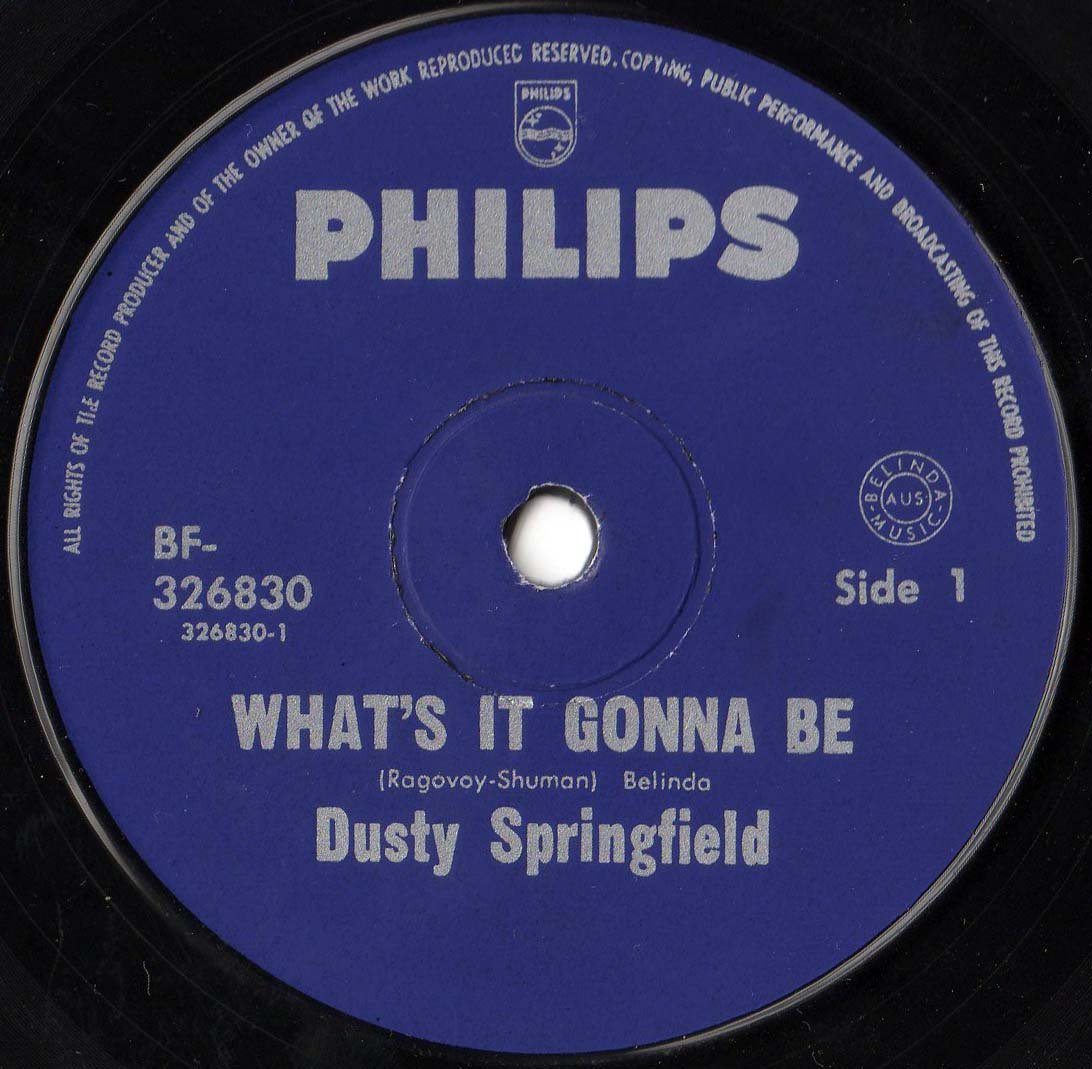 ALL RIGHTS OF THE RECORD PRODUCER AND OF THE OWNER OF THE WORK REPRODUCED RESERVED. COPYING, PUBLIC PERFORMANCE AND BROADCASTING OF THIS RECORD PROHIBITED
PHILIPS
PHILIPS
BELINDA
AUS.
MUSIC
BF-
326830
326830-1
Side 1
WHAT'S IT GONNA BE
(Ragovoy-Shuman) Belinda
Dusty Springfield